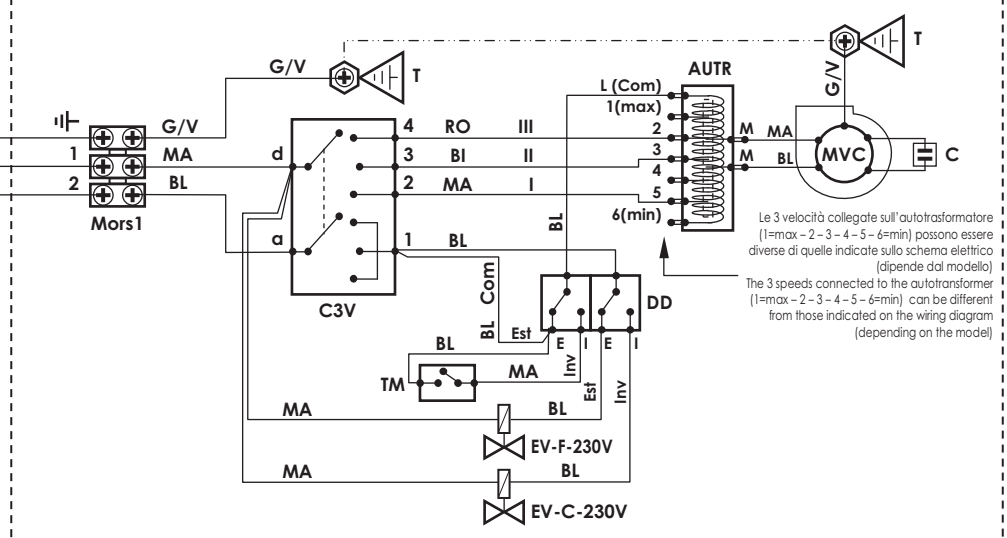 T
T
G/V
AUTR
G/V
L (Com)
1(max)
G/V
4 RO III
2
M MA
1 MA
d
3 BI II
3
MVC
C
4
M BL
2 BL
2 MA I
5
Mors1
6(min)
a
1 BL
BL
Le 3 velocità collegate sull'autotrasformatore
(1=max – 2 – 3 – 4 – 5 – 6=min) possono essere
diverse di quelle indicate sullo schema elettrico
(dipende dal modello)
The 3 speeds connected to the autotransformer
(1=max – 2 – 3 – 4 – 5 – 6=min) can be different
from those indicated on the wiring diagram
(depending on the model)
C3V
BL Com
DD
Est
E I E I
BL
Inv
Est
Inv
TM
MA
MA
BL
EV-F-230V
MA
BL
EV-C-230V